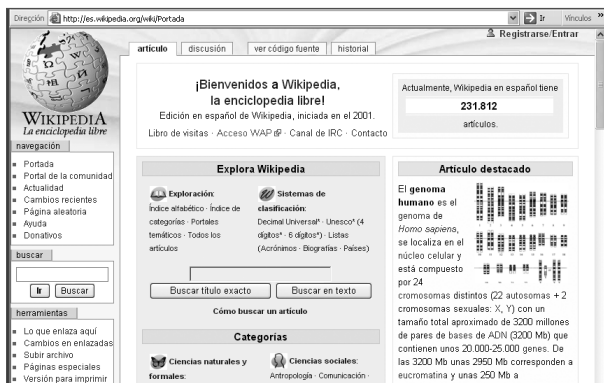 Dirección http://es.wikipedia.org/wiki/Portada Ir Vínculos »
Registrarse/Entrar
artículo discusión ver código fuente historial
WIKIPEDIA
La enciclopedia libre
navegación
Portada
Portal de la comunidad
Actualidad
Cambios recientes
Página aleatoria
Ayuda
Donativos
buscar
Ir Buscar
herramientas
Lo que enlaza aquí
Cambios en enlazadas
Subir archivo
Páginas especiales
Versión para imprimir
¡Bienvenidos a Wikipedia,
la enciclopedia libre!
Edición en español de Wikipedia, iniciada en el 2001.
Libro de visitas · Acceso WAP · Canal de IRC · Contacto
Actualmente, Wikipedia en español tiene
231.812
artículos.
Explora Wikipedia
Exploración:
Índice alfabético · Índice de
categorías · Portales
temáticos · Todos los
artículos
Sistemas de
clasificación:
Decimal Universal* · Unesco* (4
dígitos* · 6 dígitos*) · Listas
(Acrónimos · Biografías · Países)
Buscar título exacto Buscar en texto
Cómo buscar un artículo
Categorías
Ciencias naturales y
formales:
Ciencias sociales:
Antropología · Comunicación ·
Artículo destacado
El genoma
humano es el
genoma de
Homo sapiens,
se localiza en el
núcleo celular y
está compuesto
por 24
cromosomas distintos (22 autosomas + 2
cromosomas sexuales: X, Y) con un
tamaño total aproximado de 3200 millones
de pares de bases de ADN (3200 Mb) que
contienen unos 20.000-25.000 genes. De
las 3200 Mb unas 2950 Mb corresponden a
eucromatina y unas 250 Mb a